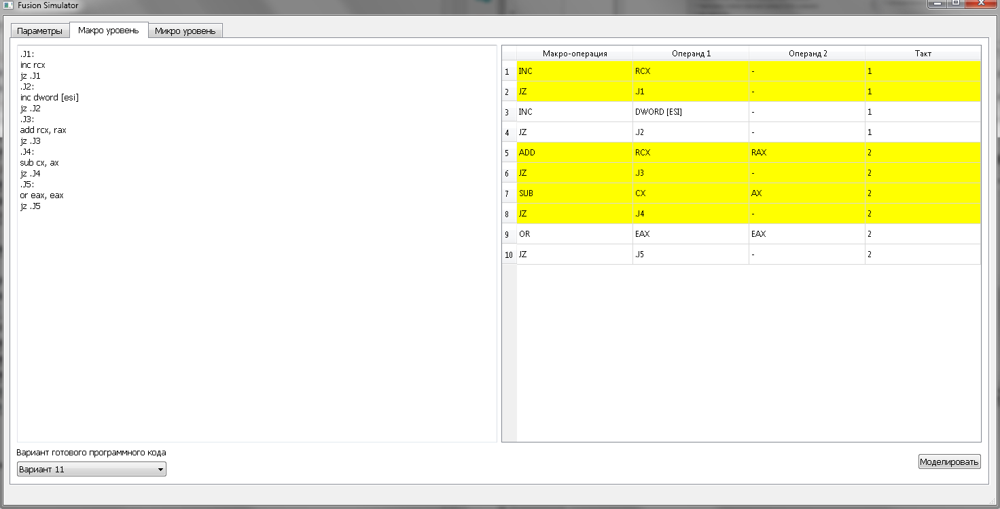 Fusion Simulator
Параметры Макро уровень Микро уровень
.J1:
inc rcx
jz .J1
.J2:
inc dword [esi]
jz .J2
.J3:
add rcx, rax
jz .J3
.J4:
sub cx, ax
jz .J4
.J5:
or eax, eax
jz .J5
Макро-операция Операнд 1 Операнд 2 Такт
1 INC RCX - 1
2 JZ .J1 - 1
3 INC DWORD [ESI] - 1
4 JZ .J2 - 1
5 ADD RCX RAX 2
6 JZ .J3 - 2
7 SUB CX AX 2
8 JZ .J4 - 2
9 OR EAX EAX 2
10 JZ .J5 - 2
Вариант готового программного кода
Вариант 11
Моделировать